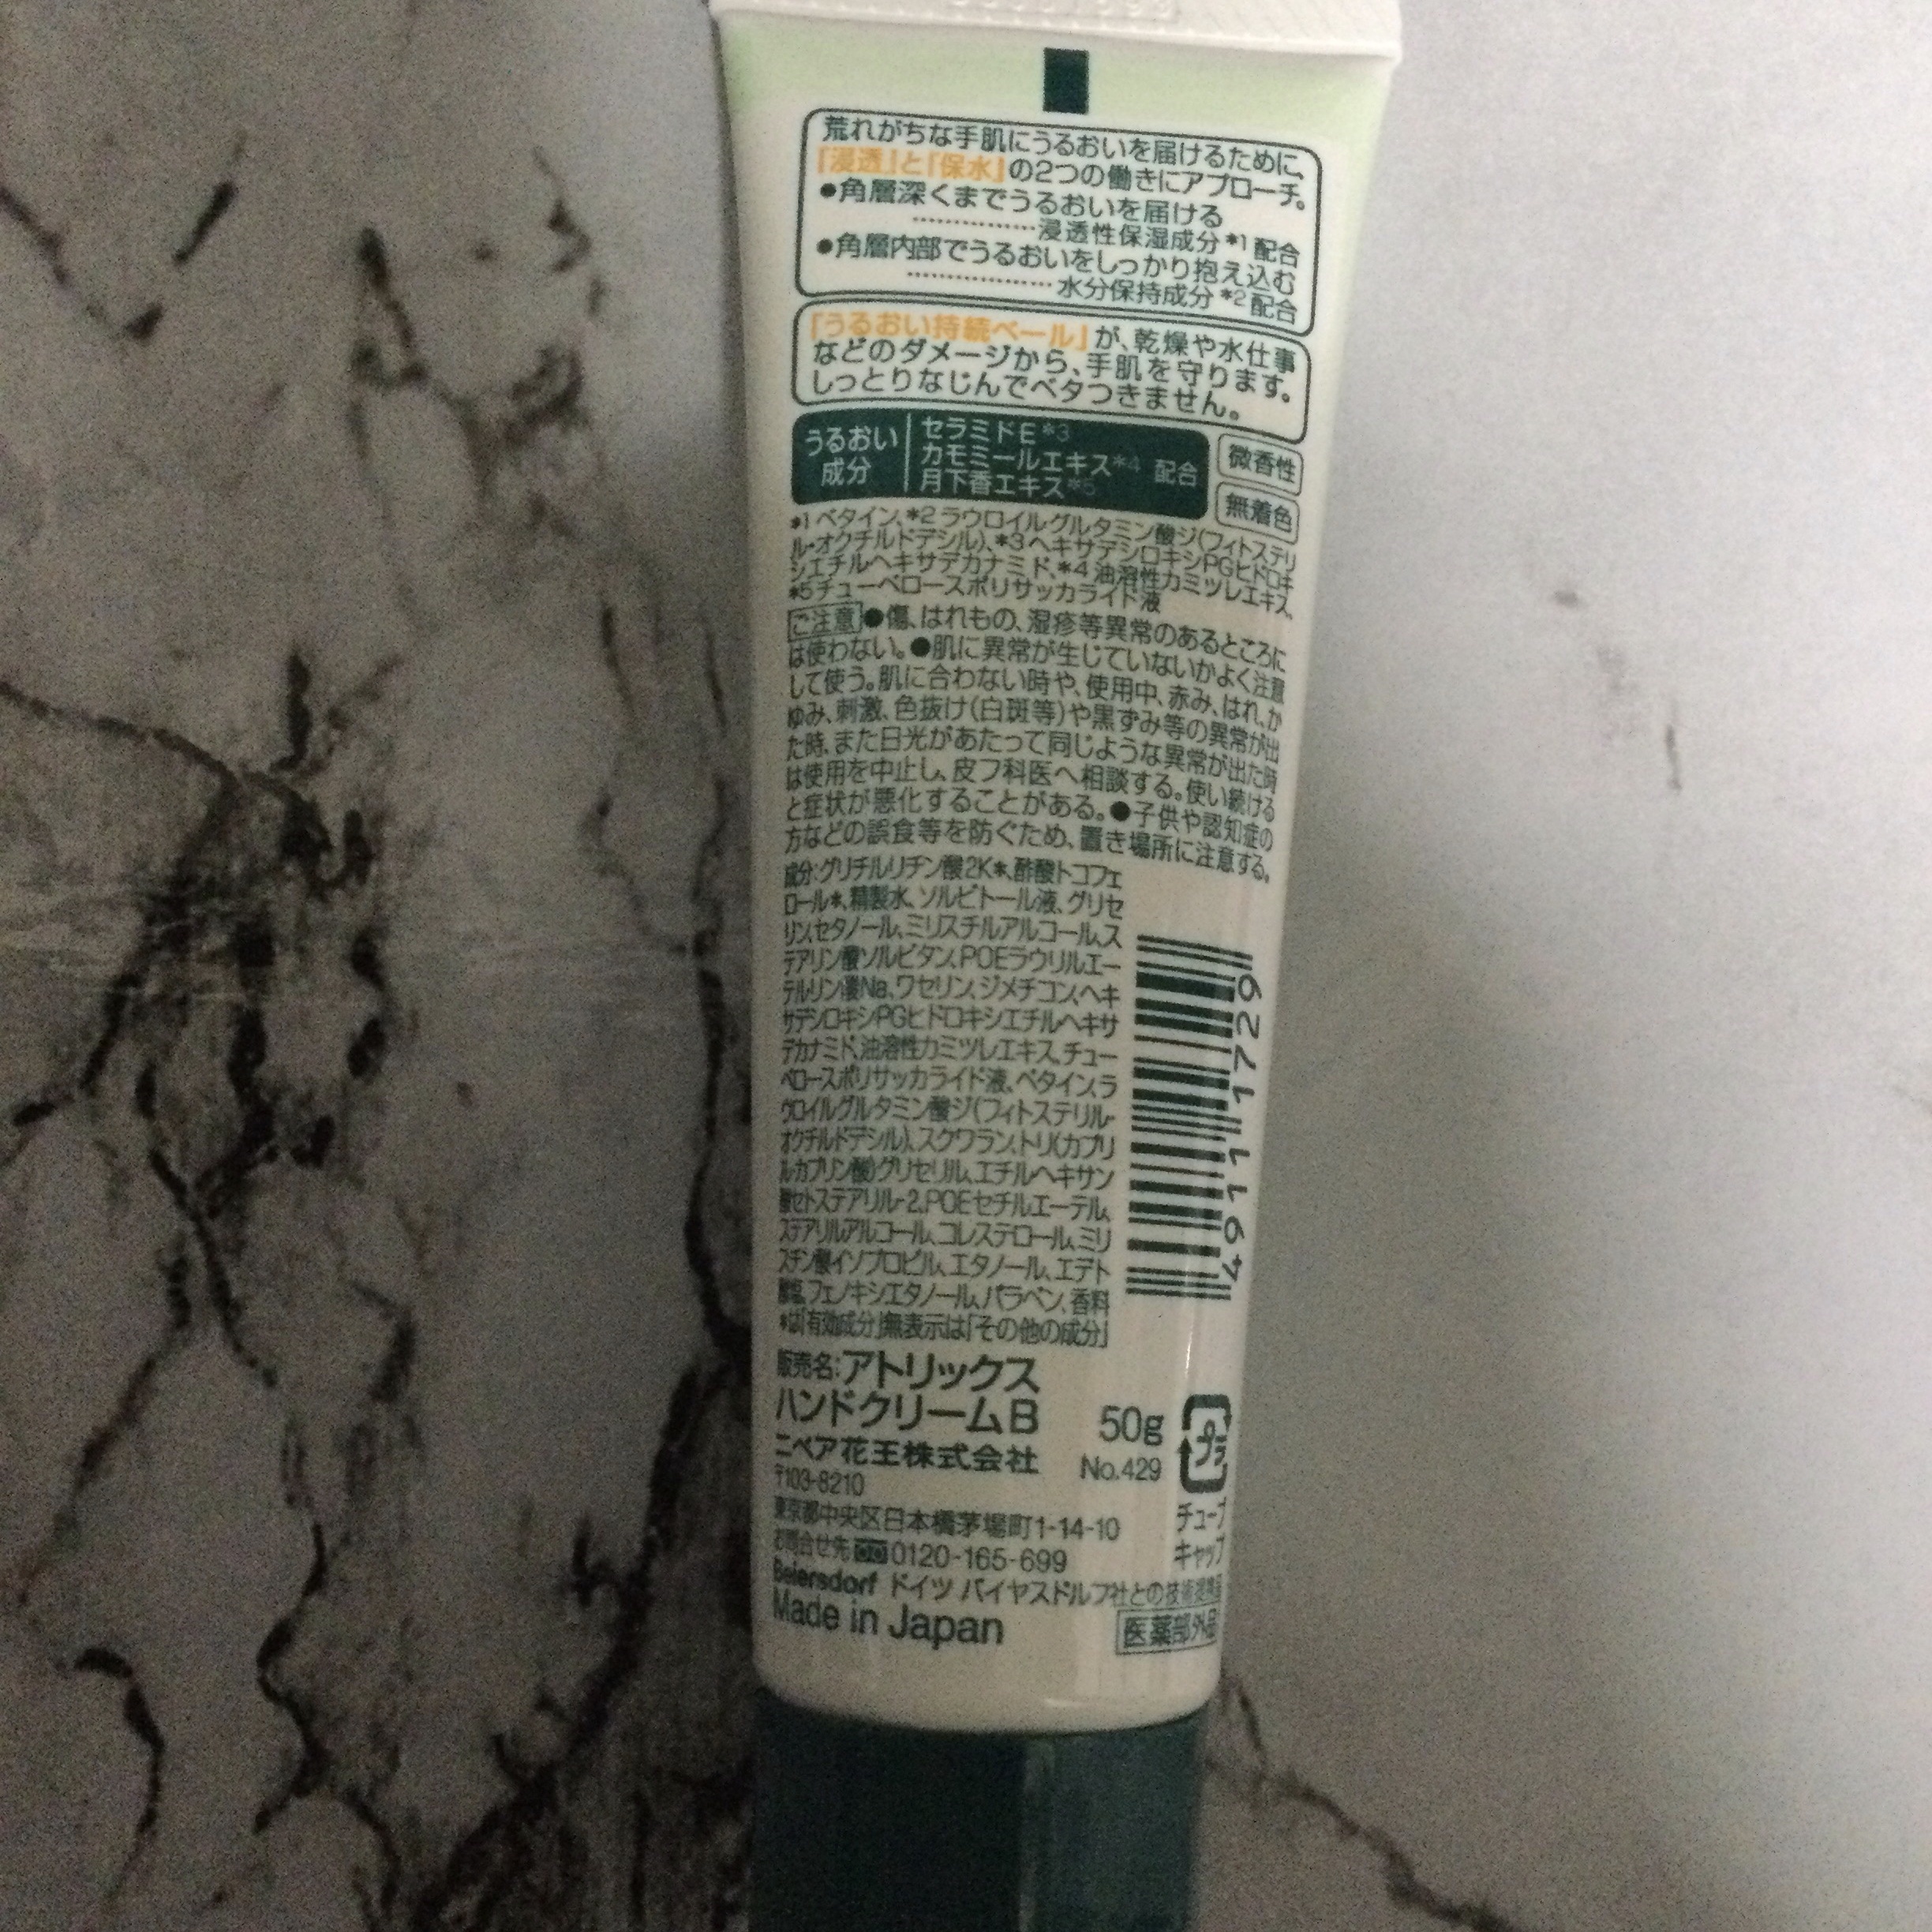 荒れがちな手肌にうるおいを届けるために、
「浸透」と「保水」の2つの働きにアプローチ。
●角層深くまでうるおいを届ける
……………浸透性保湿成分*1配合
●角層内部でうるおいをしっかり抱え込む
………………水分保持成分*2配合
「うるおい持続ベール」が、乾燥や水仕事
などのダメージから、手肌を守ります。
しっとりなじんでベタつきません。
うるおい
成分
セラミドE*3
カモミールエキス*4 配合
月下香エキス*5
微香性
無着色
*1 ベタイン、*2 ラウロイルグルタミン酸ジ(フィトステリ
ル・オクチルドデシル)、*3 ヘキサデシロキシPGヒドロキ
シエチルヘキサデカナミド、*4 油溶性カミツレエキス、
*5 チューベロースポリサッカライド液
ご注意●傷、はれもの、湿疹等異常のあるところに
は使わない。●肌に異常が生じていないかよく注意
して使う。肌に合わない時や、使用中、赤み、はれ、か
ゆみ、刺激、色抜け(白斑等)や黒ずみ等の異常が出
た時、また日光があたって同じような異常が出た時
は使用を中止し、皮フ科医へ相談する。使い続ける
と症状が悪化することがある。●子供や認知症の
方などの誤食等を防ぐため、置き場所に注意する。
成分:グリチルリチン酸2K*、酢酸トコフェ
ロール*、精製水、ソルビトール液、グリセ
リン、セタノール、ミリスチルアルコール、ス
テアリン酸ソルビタン、POEラウリルエー
テルリン酸Na、ワセリン、ジメチコン、ヘキ
サデシロキシPGヒドロキシエチルヘキサ
デカナミド、油溶性カミツレエキス、チュー
ベロースポリサッカライド液、ベタイン、ラ
ウロイルグルタミン酸ジ(フィトステリル・
オクチルドデシル)、スクワラン、トリ(カプリ
ル・カプリン酸)グリセリル、エチルヘキサン
酸セトステアリル-2、POEセチルエーテル、
ステアリルアルコール、コレステロール、ミリ
スチン酸イソプロピル、エタノール、エデト
酸塩、フェノキシエタノール、パラベン、香料
*は「有効成分」無表示は「その他の成分」
4911671 1729
販売名:アトリックス
ハンドクリームB
50g
ニベア花王株式会社
No.429
プラ
チューブ
キャップ
〒103-8210
東京都中央区日本橋茅場町1-14-10
お問合せ先 0120-165-699
Beiersdorf ドイツ バイヤスドルフ社との技術提携品
Made in Japan
医薬部外品